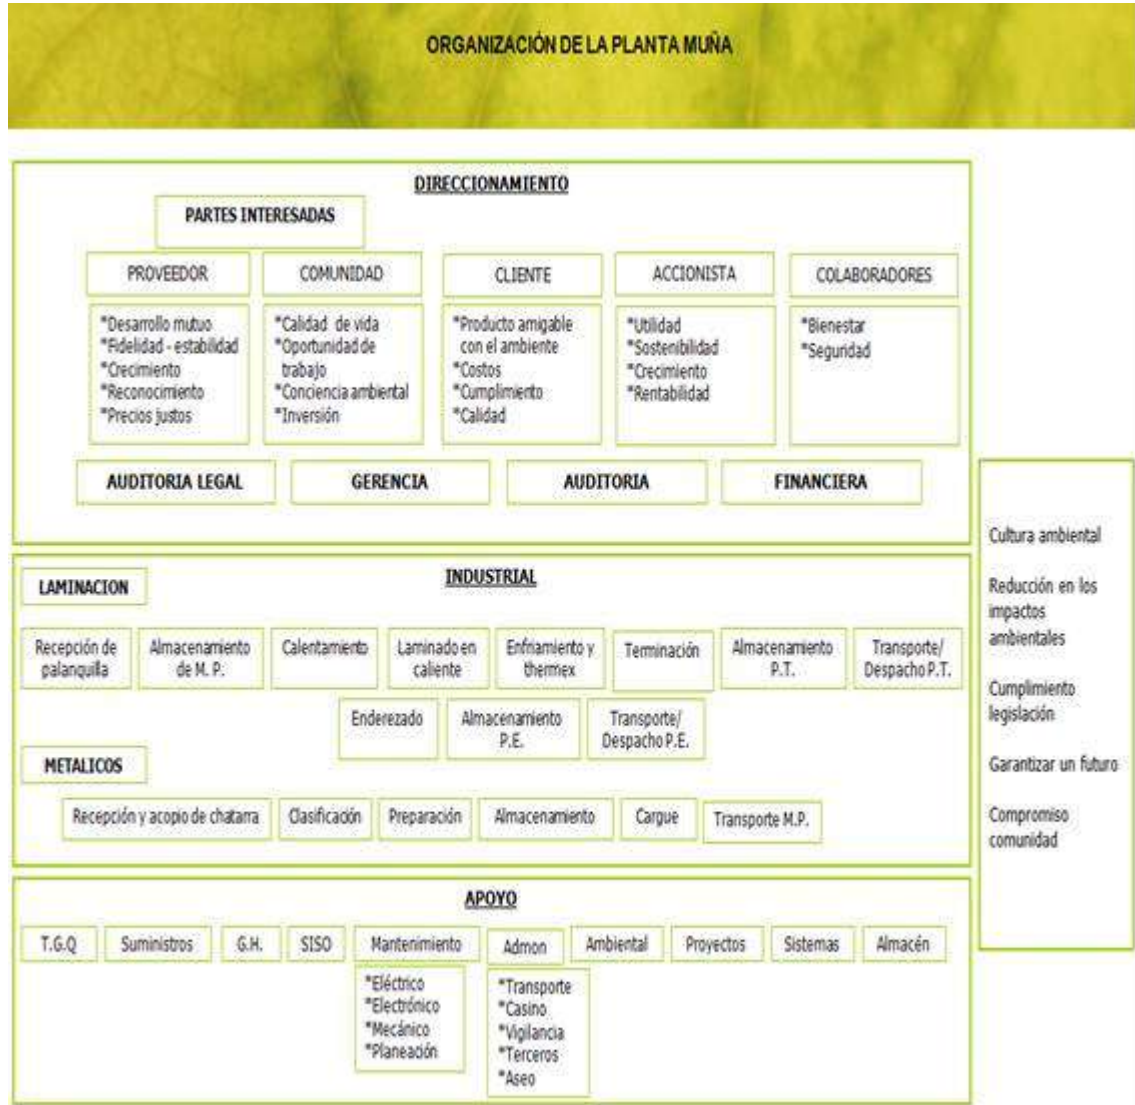 ORGANIZACIÓN DE LA PLANTA MUÑA
DIRECCIONAMIENTO
PARTES INTERESADAS
PROVEEDOR
*Desarrollo mutuo
*Fidelidad - estabilidad
*Crecimiento
*Reconocimiento
*Precios justos
COMUNIDAD
*Calidad de vida
*Oportunidad de
trabajo
*Conciencia ambiental
*Inversión
CLIENTE
*Producto amigable
con el ambiente
*Costos
*Cumplimiento
*Calidad
ACCIONISTA
*Utilidad
*Sostenibilidad
*Crecimiento
*Rentabilidad
COLABORADORES
*Bienestar
*Seguridad
AUDITORIA LEGAL
GERENCIA
AUDITORIA
FINANCIERA
INDUSTRIAL
LAMINACION
Recepción de
palanquilla
Almacenamiento
de M. P.
Calentamiento
Laminado en
caliente
Enfriamiento y
thermex
Terminación
Almacenamiento
P.T.
Transporte/
Despacho P.T.
Enderezado
Almacenamiento
P.E.
Transporte/
Despacho P.E.
METALICOS
Recepción y acopio de chatarra
Clasificación
Preparación
Almacenamiento
Cargue
Transporte M.P.
APOYO
T.G.Q
Suministros
G.H.
SISO
Mantenimiento
*Eléctrico
*Electrónico
*Mecánico
*Planeación
Admon
*Transporte
*Casino
*Vigilancia
*Terceros
*Aseo
Ambiental
Proyectos
Sistemas
Almacén
Cultura ambiental
Reducción en los
impactos
ambientales
Cumplimiento
legislación
Garantizar un futuro
Compromiso
comunidad